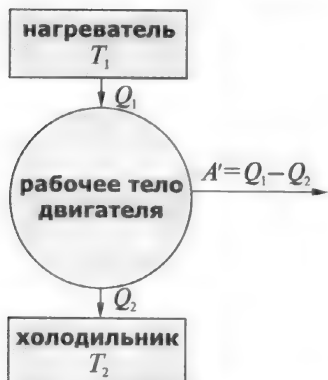 нагреватель
T₁
Q₁
рабочее тело
двигателя
A′=Q₁−Q₂
Q₂
холодильник
T₂